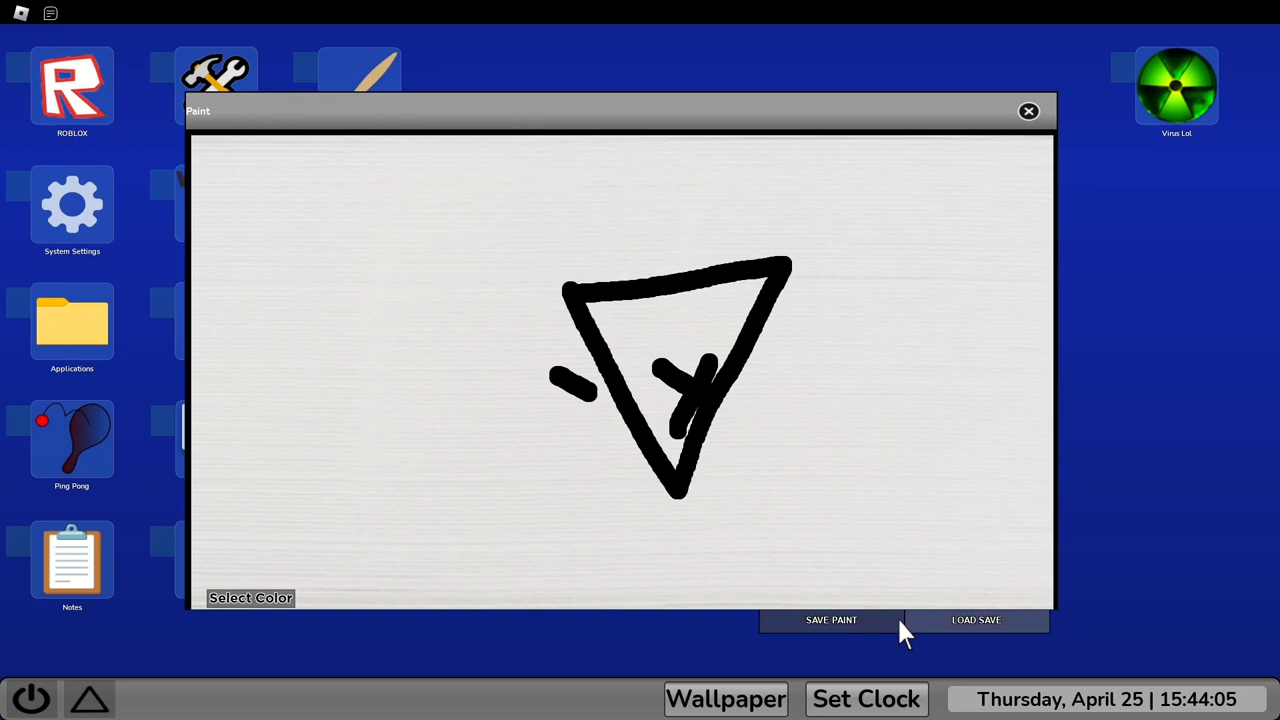 Paint
ROBLOX
Virus Lol
System Settings
Applications
Ping Pong
Notes
Select Color
SAVE PAINT
LOAD SAVE
Wallpaper
Set Clock
Thursday, April 25 | 15:44:05